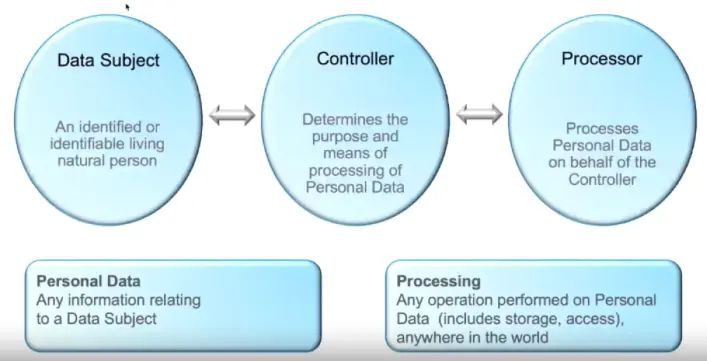 Data Subject
An identified or
identifiable living
natural person
Controller
Determines the
purpose and
means of
processing of
Personal Data
Processor
Processes
Personal Data
on behalf of the
Controller
Personal Data
Any information relating
to a Data Subject
Processing
Any operation performed on Personal
Data (includes storage, access),
anywhere in the world